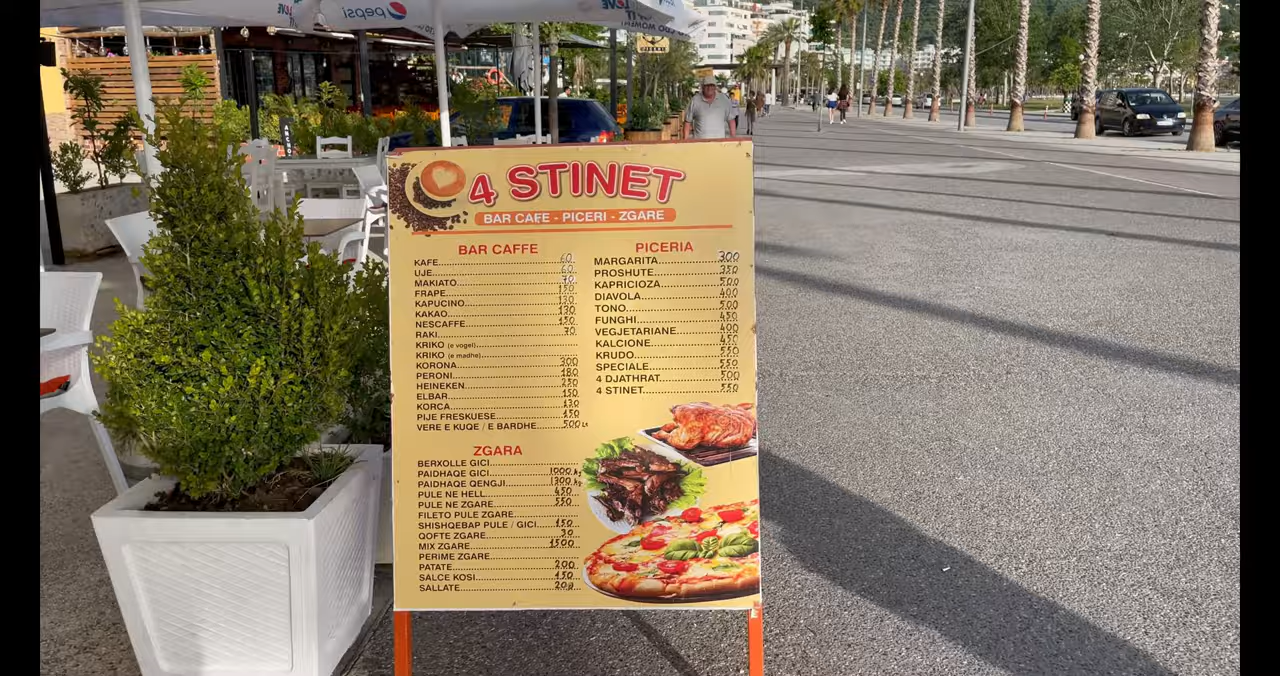 pepsi
4 STINET
BAR CAFE - PICERI - ZGARE
BAR CAFFE
KAFE 60
UJE 60
MAKIATO 70
FRAPE 150
KAPUCINO 130
KAKAO 130
NESCAFFE 150
RAKI 70
KRIKO (e vogel)
KRIKO (e madhe)
KORONA 300
PERONI 180
HEINEKEN 250
ELBAR 150
KORCA 130
PIJE FRESKUESE 150
VERE E KUQE / E BARDHE 500 Lt
ZGARA
BERXOLLE GICI
PAIDHAQE GICI 1000 kg
PAIDHAQE QENGJI 1300 kg
PULE NE HELL 450
PULE NE ZGARE 550
FILETO PULE ZGARE
SHISHQEBAP PULE / GICI 150
QOFTE ZGARE 30
MIX ZGARE 1500
PERIME ZGARE
PATATE 200
SALCE KOSI 150
SALLATE 200
PICERIA
MARGARITA 300
PROSHUTE 350
KAPRICIOZA 500
DIAVOLA 400
TONO 500
FUNGHI 450
VEGJETARIANE 400
KALCIONE 450
KRUDO 550
SPECIALE 550
4 DJATHRAT 500
4 STINET 550